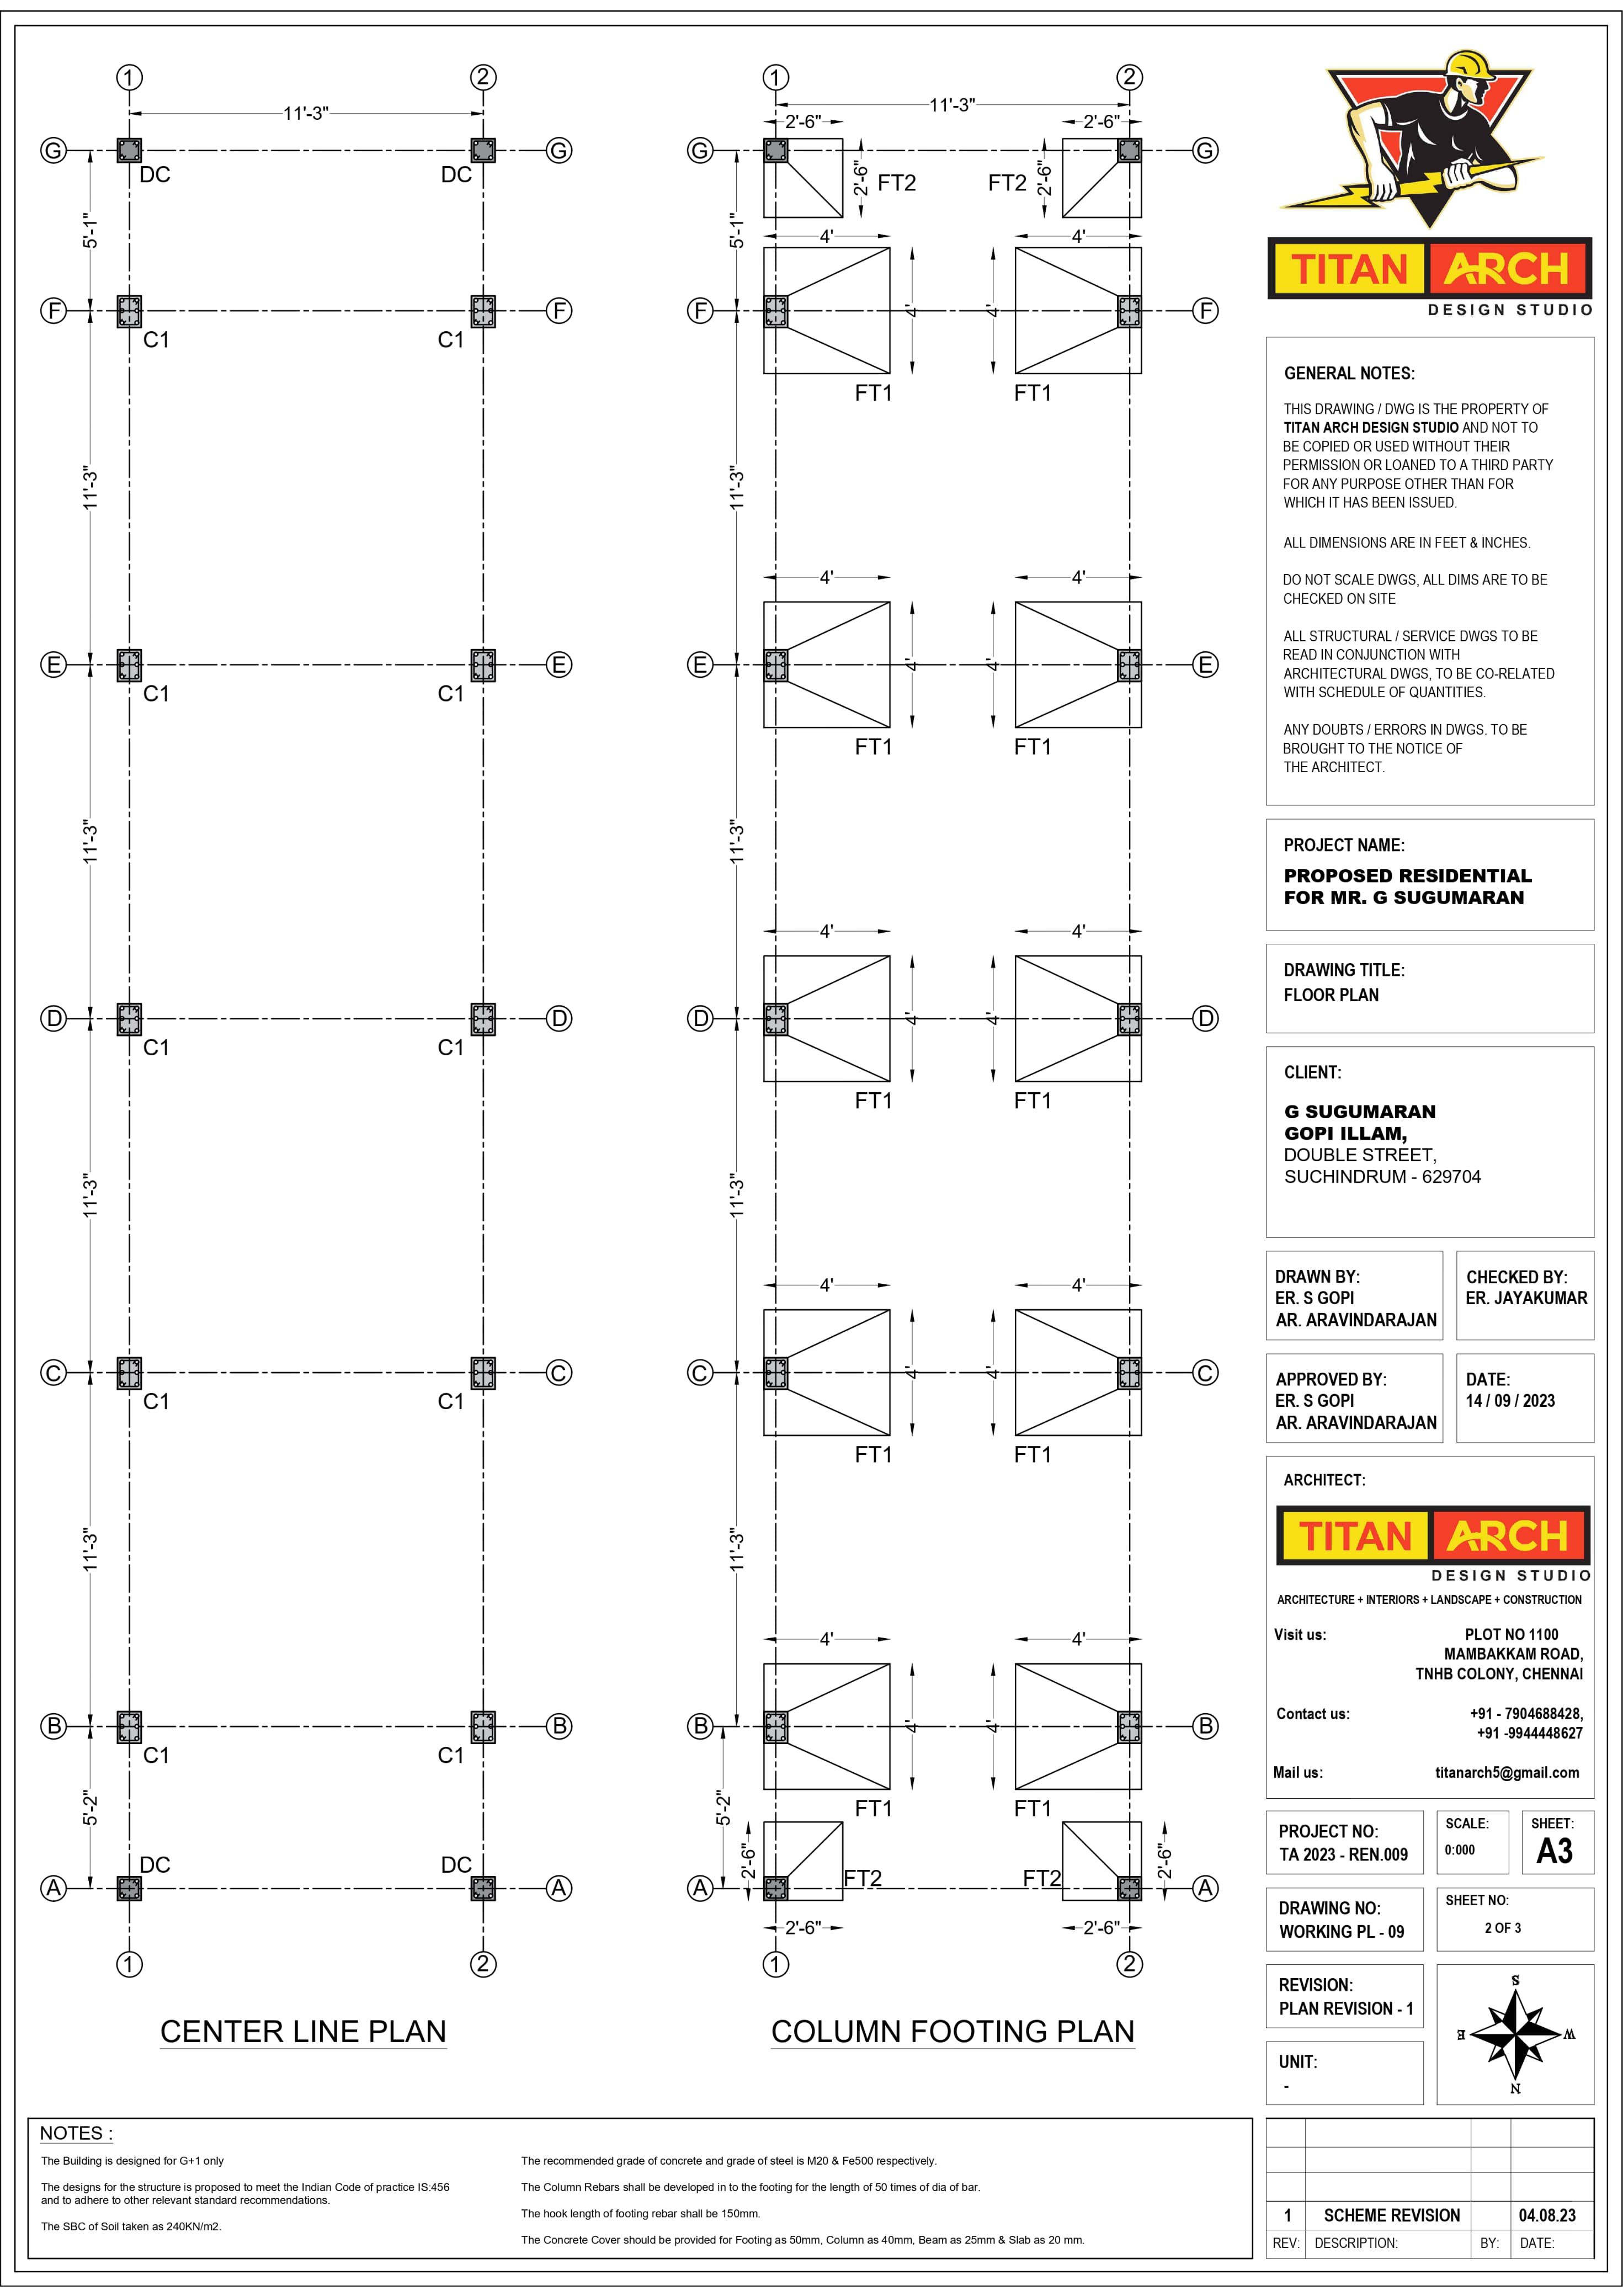 1
2
11'-3"
G
DC
DC
G
5'-1"
F
F
C1
C1
11'-3"
E
E
C1
C1
11'-3"
D
D
C1
C1
11'-3"
C
C
C1
C1
11'-3"
B
B
C1
C1
5'-2"
DC
DC
A
A
1
2
CENTER LINE PLAN
1
2
11'-3"
2'-6"
2'-6"
G
G
2'-6"
FT2
FT2
2'-6"
5'-1"
4'
4'
F
4'
4'
F
FT1
FT1
11'-3"
4'
4'
E
4'
4'
E
FT1
FT1
11'-3"
4'
4'
D
4'
4'
D
FT1
FT1
11'-3"
4'
4'
C
4'
4'
C
FT1
FT1
11'-3"
4'
4'
B
4'
4'
B
FT1
FT1
5'-2"
2'-6"
2'-6"
A
FT2
FT2
A
2'-6"
2'-6"
1
2
COLUMN FOOTING PLAN
TITAN ARCH
DESIGN STUDIO
GENERAL NOTES:
THIS DRAWING / DWG IS THE PROPERTY OF
TITAN ARCH DESIGN STUDIO AND NOT TO
BE COPIED OR USED WITHOUT THEIR
PERMISSION OR LOANED TO A THIRD PARTY
FOR ANY PURPOSE OTHER THAN FOR
WHICH IT HAS BEEN ISSUED.
ALL DIMENSIONS ARE IN FEET & INCHES.
DO NOT SCALE DWGS, ALL DIMS ARE TO BE
CHECKED ON SITE
ALL STRUCTURAL / SERVICE DWGS TO BE
READ IN CONJUNCTION WITH
ARCHITECTURAL DWGS, TO BE CO-RELATED
WITH SCHEDULE OF QUANTITIES.
ANY DOUBTS / ERRORS IN DWGS. TO BE
BROUGHT TO THE NOTICE OF
THE ARCHITECT.
PROJECT NAME:
PROPOSED RESIDENTIAL
FOR MR. G SUGUMARAN
DRAWING TITLE:
FLOOR PLAN
CLIENT:
G SUGUMARAN
GOPI ILLAM,
DOUBLE STREET,
SUCHINDRUM - 629704
DRAWN BY:
ER. S GOPI
AR. ARAVINDARAJAN
CHECKED BY:
ER. JAYAKUMAR
APPROVED BY:
ER. S GOPI
AR. ARAVINDARAJAN
DATE:
14 / 09 / 2023
ARCHITECT:
TITAN ARCH
DESIGN STUDIO
ARCHITECTURE + INTERIORS + LANDSCAPE + CONSTRUCTION
Visit us: PLOT NO 1100
MAMBAKKAM ROAD,
TNHB COLONY, CHENNAI
Contact us: +91 - 7904688428,
+91 -9944448627
Mail us: titanarch5@gmail.com
PROJECT NO:
TA 2023 - REN.009
SCALE:
0:000
SHEET:
A3
DRAWING NO:
WORKING PL - 09
SHEET NO:
2 OF 3
REVISION:
PLAN REVISION - 1
UNIT:
-
S
E
W
N
1 SCHEME REVISION 04.08.23
REV: DESCRIPTION: BY: DATE:
NOTES :
The Building is designed for G+1 only
The designs for the structure is proposed to meet the Indian Code of practice IS:456
and to adhere to other relevant standard recommendations.
The SBC of Soil taken as 240KN/m2.
The recommended grade of concrete and grade of steel is M20 & Fe500 respectively.
The Column Rebars shall be developed in to the footing for the length of 50 times of dia of bar.
The hook length of footing rebar shall be 150mm.
The Concrete Cover should be provided for Footing as 50mm, Column as 40mm, Beam as 25mm & Slab as 20 mm.